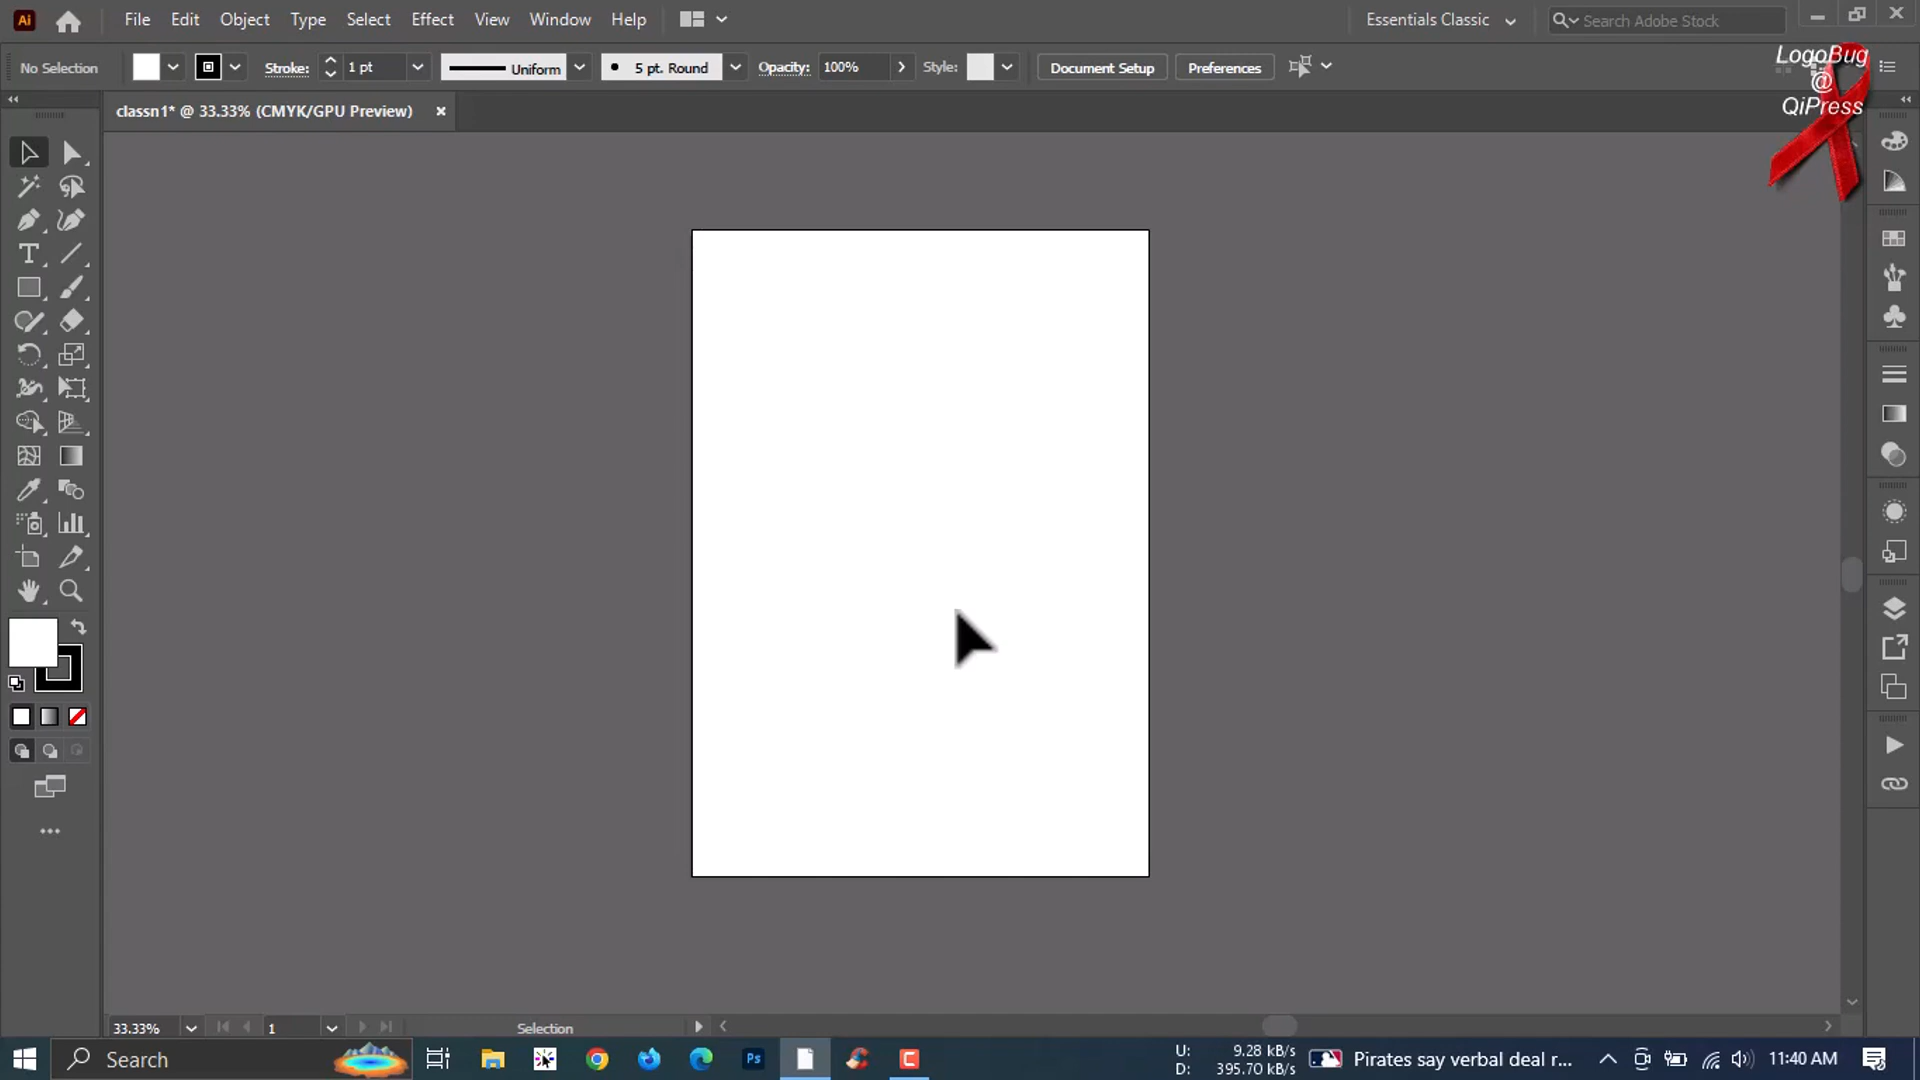 Ai File Edit Object Type Select Effect View Window Help Essentials Classic Search Adobe Stock
No Selection Stroke: 1 pt Uniform 5 pt. Round Opacity: 100% Style: Document Setup Preferences
LogoBug
@
QiPress
classn1* @ 33.33% (CMYK/GPU Preview) ×
33.33% 1 Selection
Search Ps C U: 9.28 kB/s
D: 395.70 kB/s
Pirates say verbal deal r... 11:40 AM